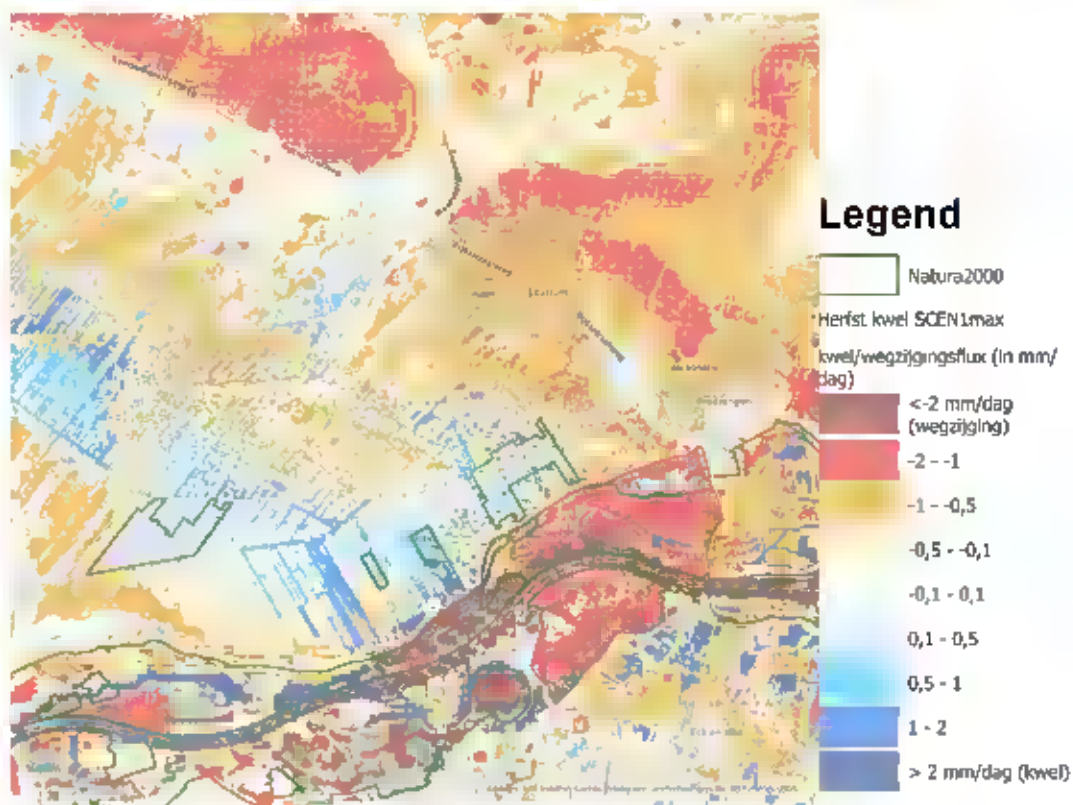 Legend
Natura2000
Herfst kwel SCEN1max
kwel/wegzijgingsflux (in mm/
dag)
<-2 mm/dag
(wegzijging)
-2 - -1
-1 - -0,5
-0,5 - -0,1
-0,1 - 0,1
0,1 - 0,5
0,5 - 1
1 - 2
> 2 mm/dag (kwel)